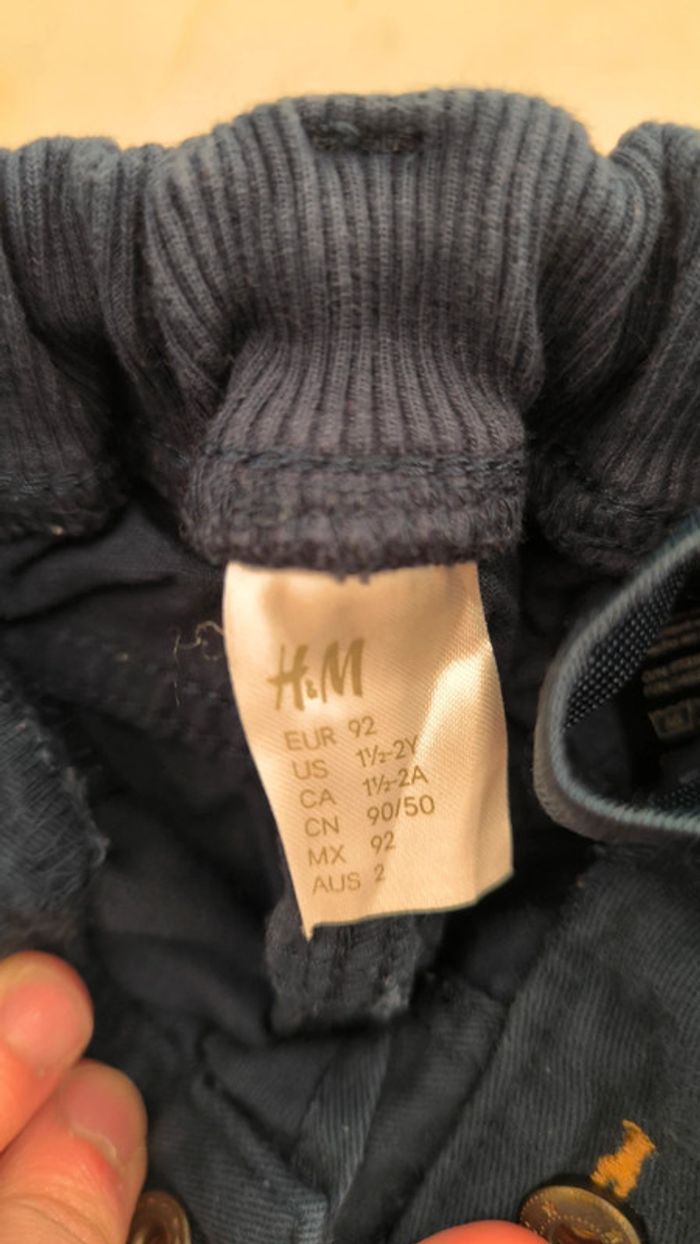 H&M
EUR 92
US 1½-2Y
CA 1½-2A
CN 90/50
MX 92
AUS 2